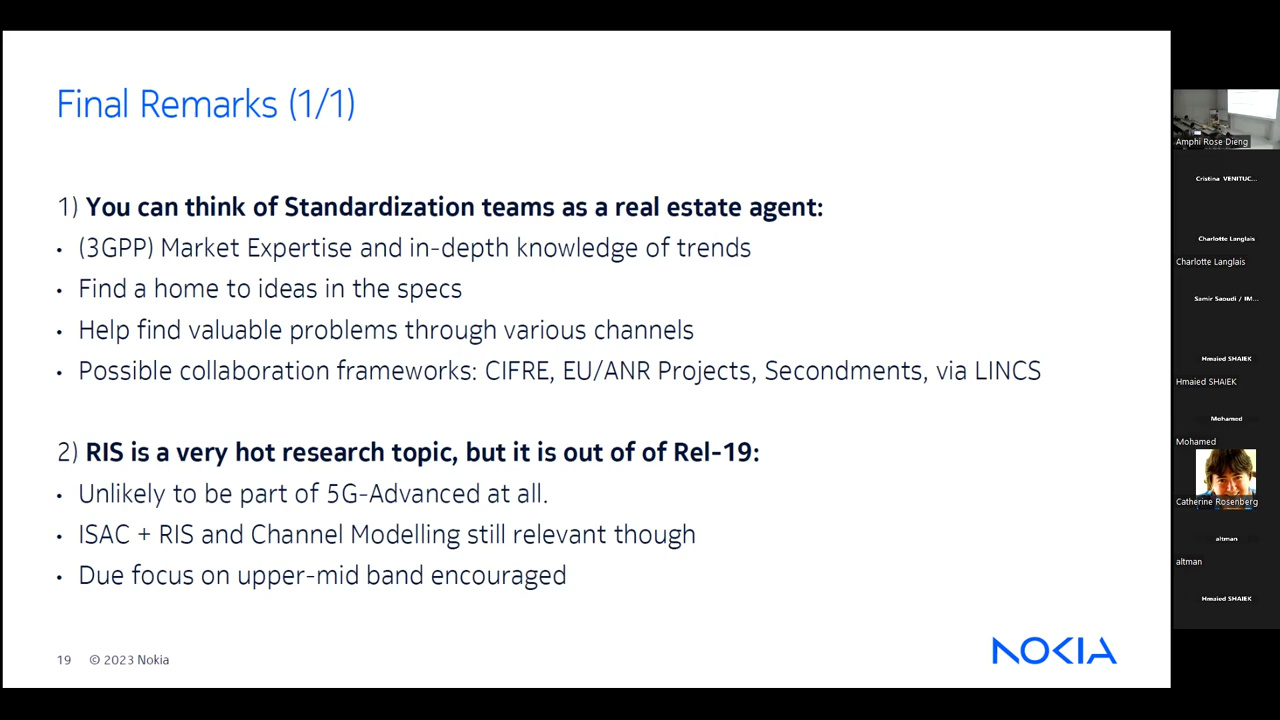 Final Remarks (1/1)
1) You can think of Standardization teams as a real estate agent:
• (3GPP) Market Expertise and in-depth knowledge of trends
• Find a home to ideas in the specs
• Help find valuable problems through various channels
• Possible collaboration frameworks: CIFRE, EU/ANR Projects, Secondments, via LINCS
2) RIS is a very hot research topic, but it is out of of Rel-19:
• Unlikely to be part of 5G-Advanced at all.
• ISAC + RIS and Channel Modelling still relevant though
• Due focus on upper-mid band encouraged
19 © 2023 Nokia
NOKIA
Amphi Rose Dieng
Cristina VENITUC...
Charlotte Langlais
Charlotte Langlais
Samir Saoudi / IM...
Hmaied SHAIEK
Hmaied SHAIEK
Mohamed
Mohamed
Catherine Rosenberg
altman
altman
Hmaied SHAIEK